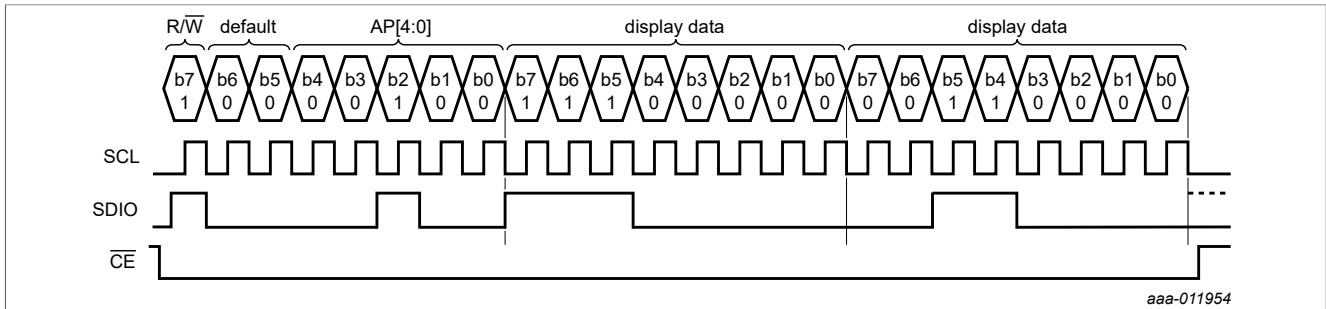 R/W̅ default AP[4:0] display data display data
b7 b6 b5 b4 b3 b2 b1 b0 b7 b6 b5 b4 b3 b2 b1 b0 b7 b6 b5 b4 b3 b2 b1 b0
1 0 0 0 0 1 0 0 1 1 1 0 0 0 0 0 0 0 1 1 0 0 0 0
SCL
SDIO
C̅E̅
aaa-011954